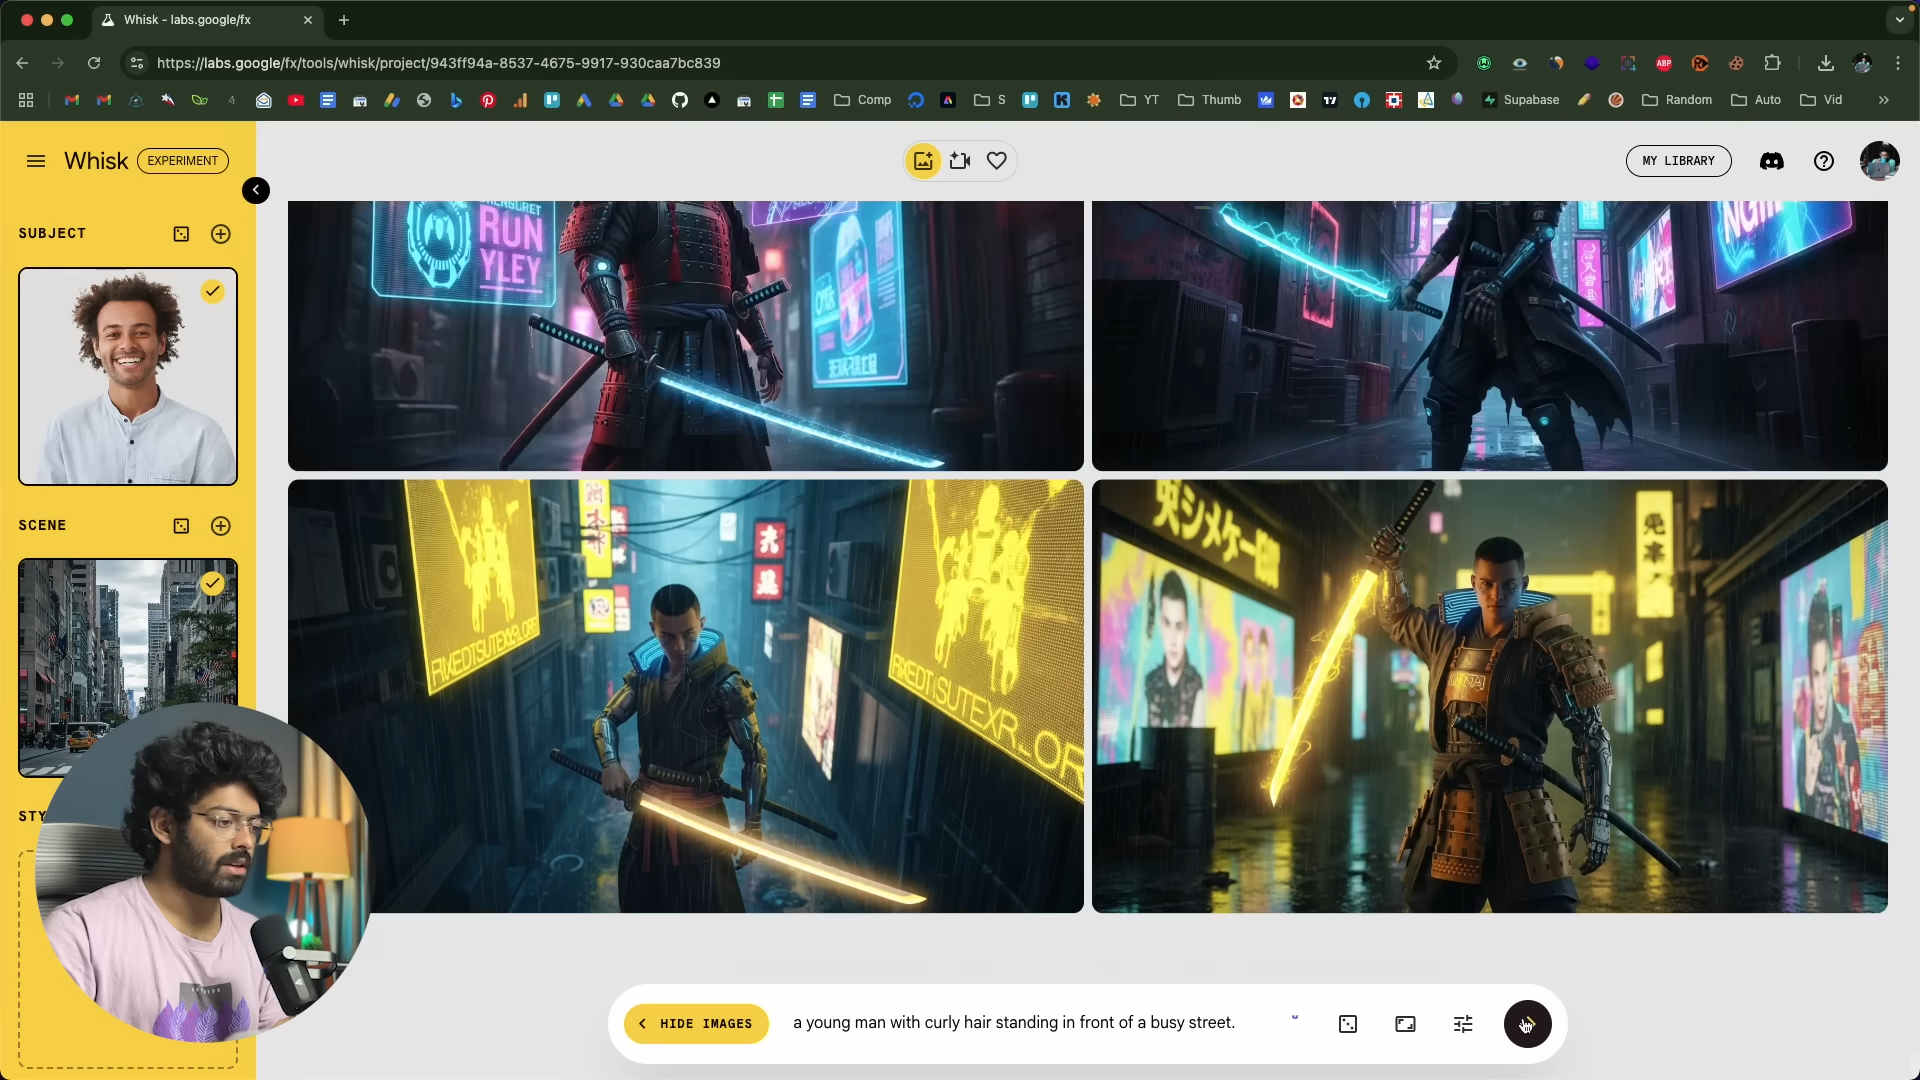 Whisk - labs.google/fx
https://labs.google/fx/tools/whisk/project/943ff94a-8537-4675-9917-930caa7bc839
Comp
S
YT
Thumb
Supabase
Random
Auto
Vid
Whisk
EXPERIMENT
MY LIBRARY
SUBJECT
RUN
YLEY
SCENE
STY
HIDE IMAGES
a young man with curly hair standing in front of a busy street.